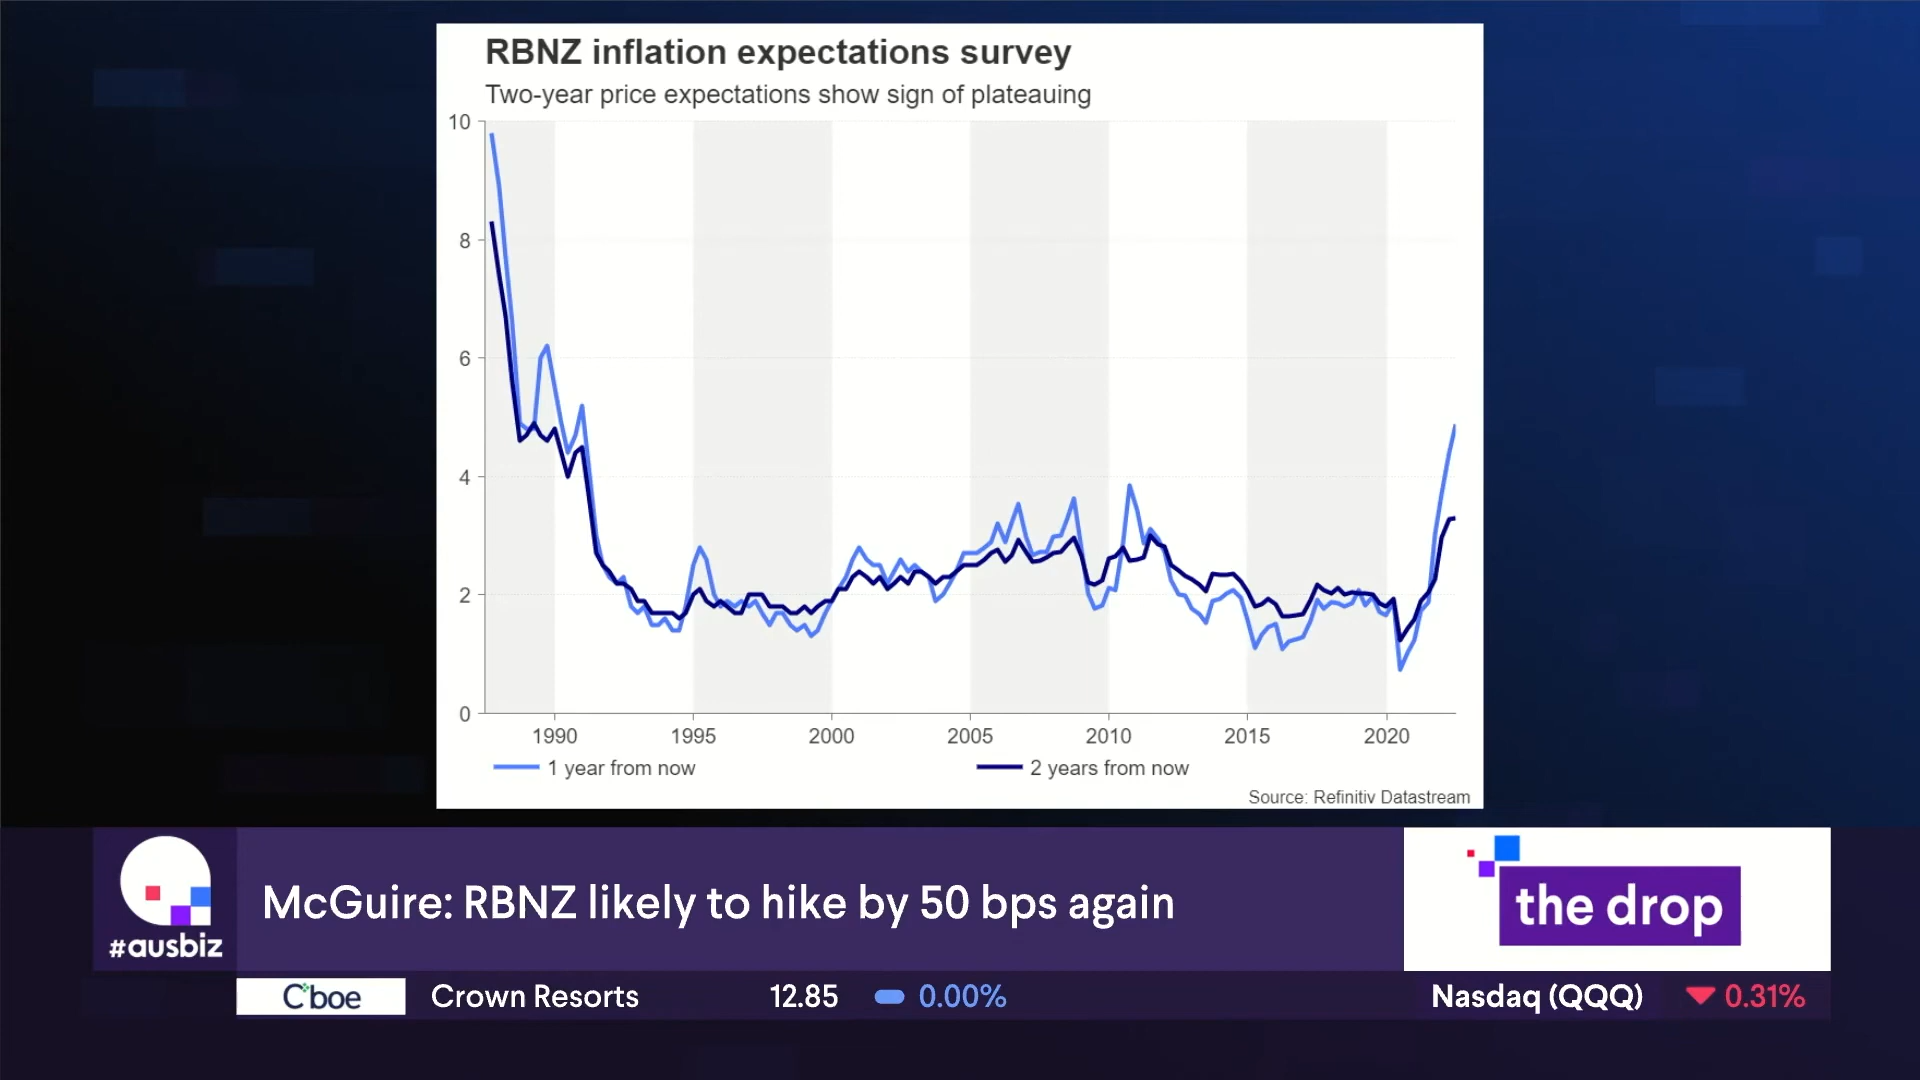 RBNZ inflation expectations survey
Two-year price expectations show sign of plateauing
10
8
6
4
2
0
1990 1995 2000 2005 2010 2015 2020
1 year from now 2 years from now
Source: Refinitiv Datastream
#ausbiz
McGuire: RBNZ likely to hike by 50 bps again
the drop
Cboe Crown Resorts 12.85 0.00% Nasdaq (QQQ) 0.31%